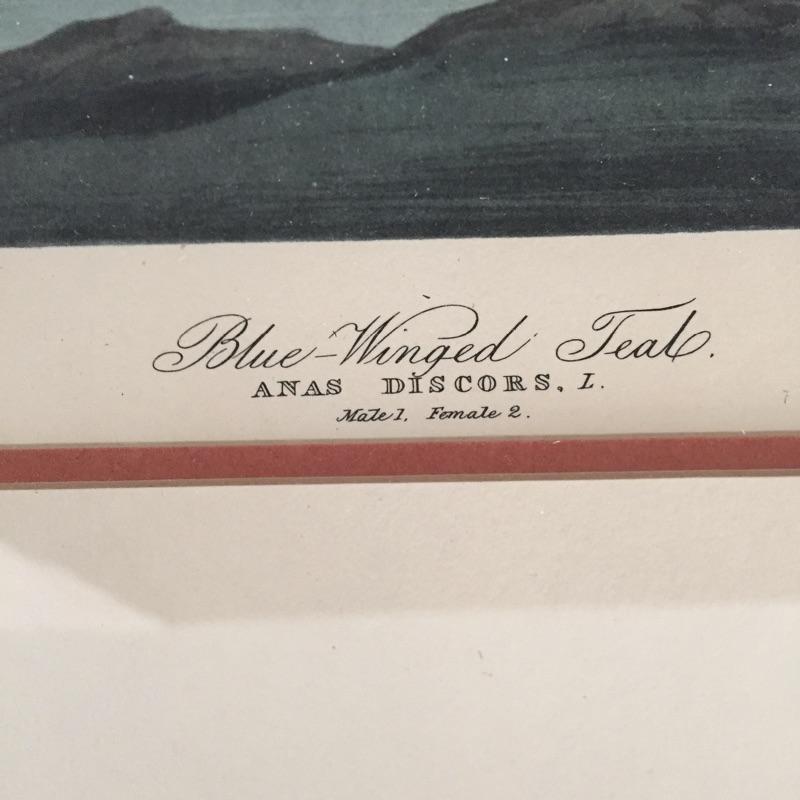 Blue-Winged Teal.
ANAS DISCORS, L.
Male 1, Female 2.